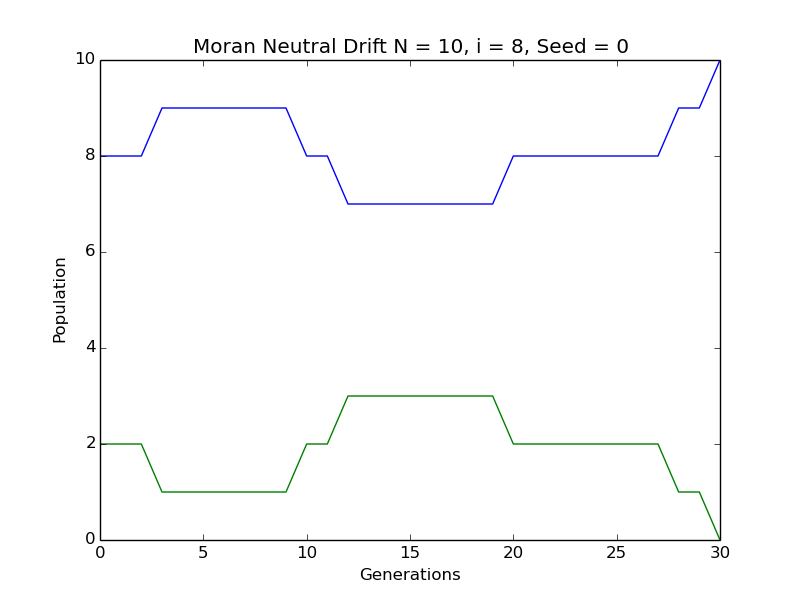 Moran Neutral Drift N = 10, i = 8, Seed = 0
10
8
6
4
2
0
Population
0 5 10 15 20 25 30
Generations